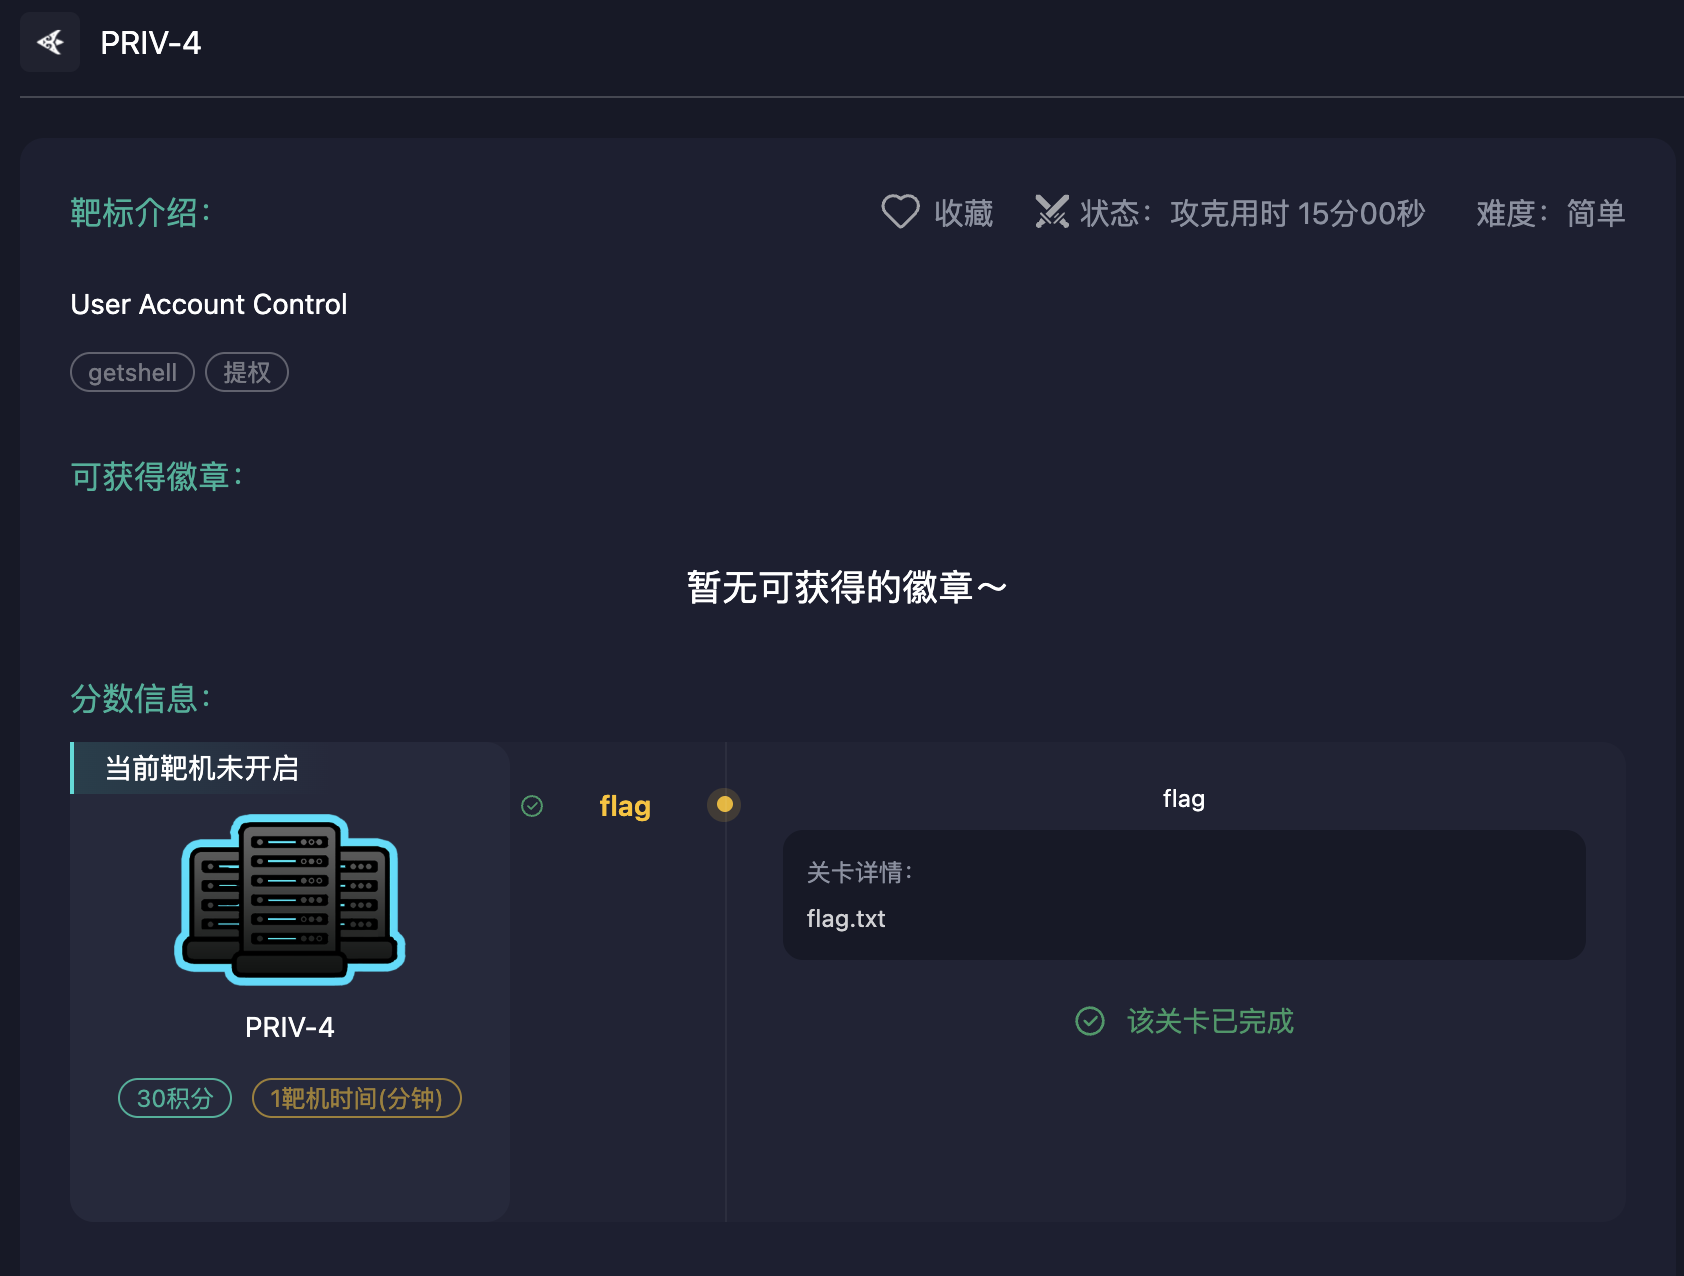 PRIV-4
靶标介绍：
收藏
状态： 攻克用时 15分00秒
难度： 简单
User Account Control
getshell
提权
可获得徽章：
暂无可获得的徽章～
分数信息：
当前靶机未开启
PRIV-4
30积分
1靶机时间(分钟)
flag
flag
关卡详情：
flag.txt
该关卡已完成